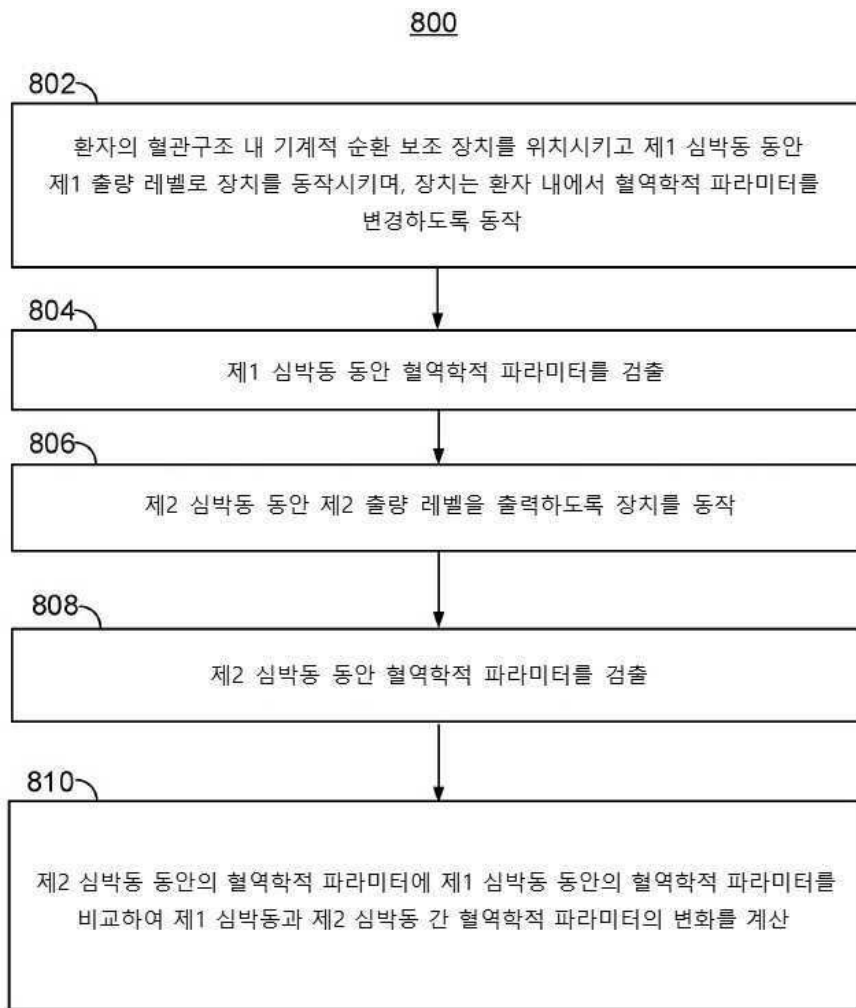 800
802
환자의 혈관구조 내 기계적 순환 보조 장치를 위치시키고 제1 심박동 동안
제1 출량 레벨로 장치를 동작시키며, 장치는 환자 내에서 혈역학적 파라미터를
변경하도록 동작
804
제1 심박동 동안 혈역학적 파라미터를 검출
806
제2 심박동 동안 제2 출량 레벨을 출력하도록 장치를 동작
808
제2 심박동 동안 혈역학적 파라미터를 검출
810
제2 심박동 동안의 혈역학적 파라미터에 제1 심박동 동안의 혈역학적 파라미터를
비교하여 제1 심박동과 제2 심박동 간 혈역학적 파라미터의 변화를 계산